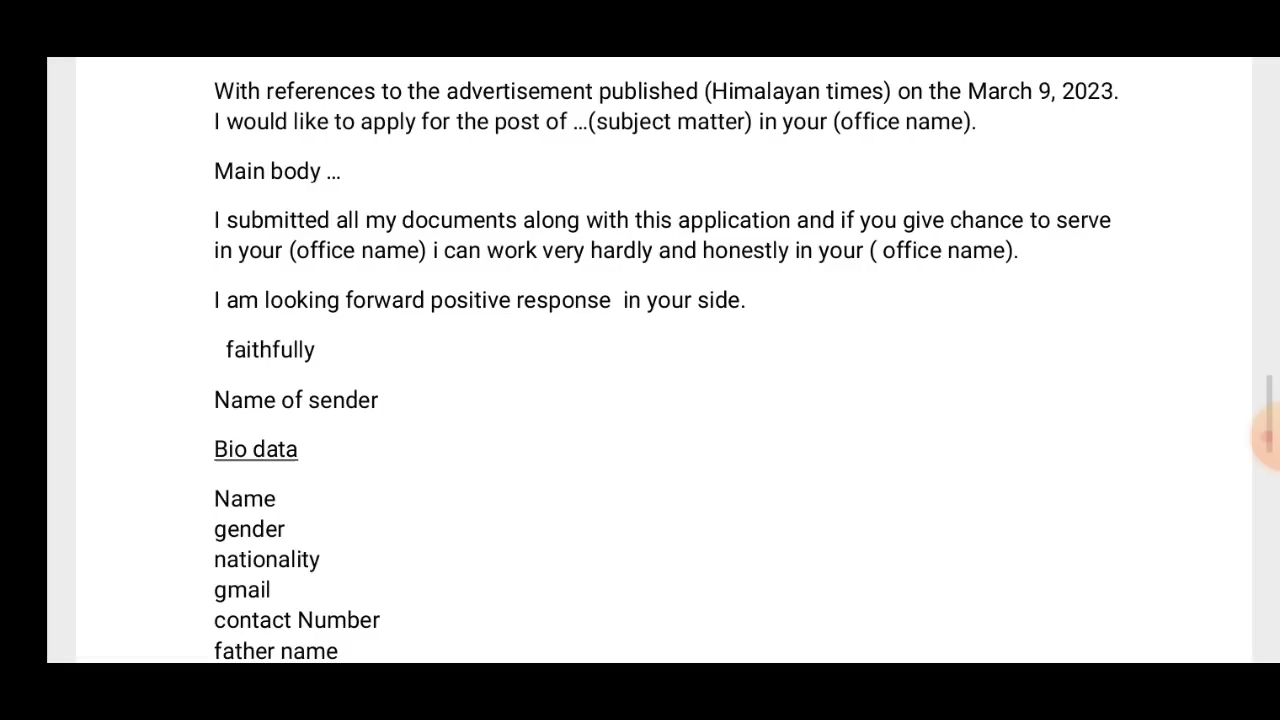 With references to the advertisement published (Himalayan times) on the March 9, 2023.
I would like to apply for the post of ...(subject matter) in your (office name).
Main body ...
I submitted all my documents along with this application and if you give chance to serve
in your (office name) i can work very hardly and honestly in your ( office name).
I am looking forward positive response  in your side.
faithfully
Name of sender
Bio data
Name
gender
nationality
gmail
contact Number
father name